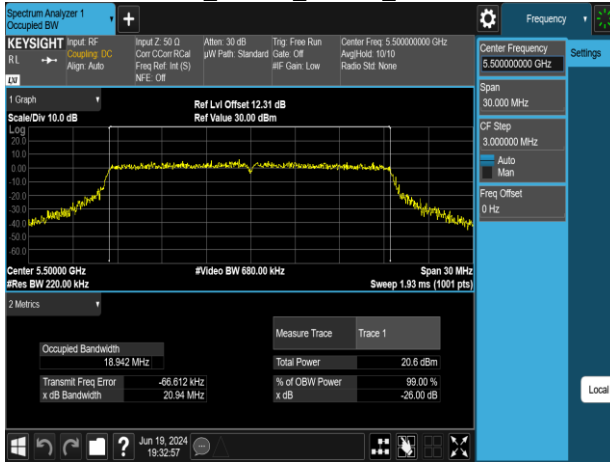 Spectrum Analyzer 1
Occupied BW
Frequency
KEYSIGHT
RL
LXI
Input: RF
Coupling: DC
Align: Auto
Input Z: 50 Ω
Corr CCorr RCal
Freq Ref: Int (S)
NFE: Off
Atten: 30 dB
µW Path: Standard
Trig: Free Run
Gate: Off
#IF Gain: Low
Center Freq: 5.500000000 GHz
Avg|Hold: 10/10
Radio Std: None
Center Frequency
5.500000000 GHz
Settings
Span
30.000 MHz
CF Step
3.000000 MHz
Auto
Man
Freq Offset
0 Hz
Local
1 Graph
Scale/Div 10.0 dB
Ref Lvl Offset 12.31 dB
Ref Value 30.00 dBm
Log
20.0
10.0
0.00
-10.0
-20.0
-30.0
-40.0
-50.0
-60.0
Center 5.50000 GHz
#Res BW 220.00 kHz
#Video BW 680.00 kHz
Span 30 MHz
Sweep 1.93 ms (1001 pts)
2 Metrics
Measure Trace Trace 1
Occupied Bandwidth
18.942 MHz
Total Power 20.6 dBm
Transmit Freq Error -66.612 kHz
% of OBW Power 99.00 %
x dB Bandwidth 20.94 MHz
x dB -26.00 dB
Jun 19, 2024
19:32:57